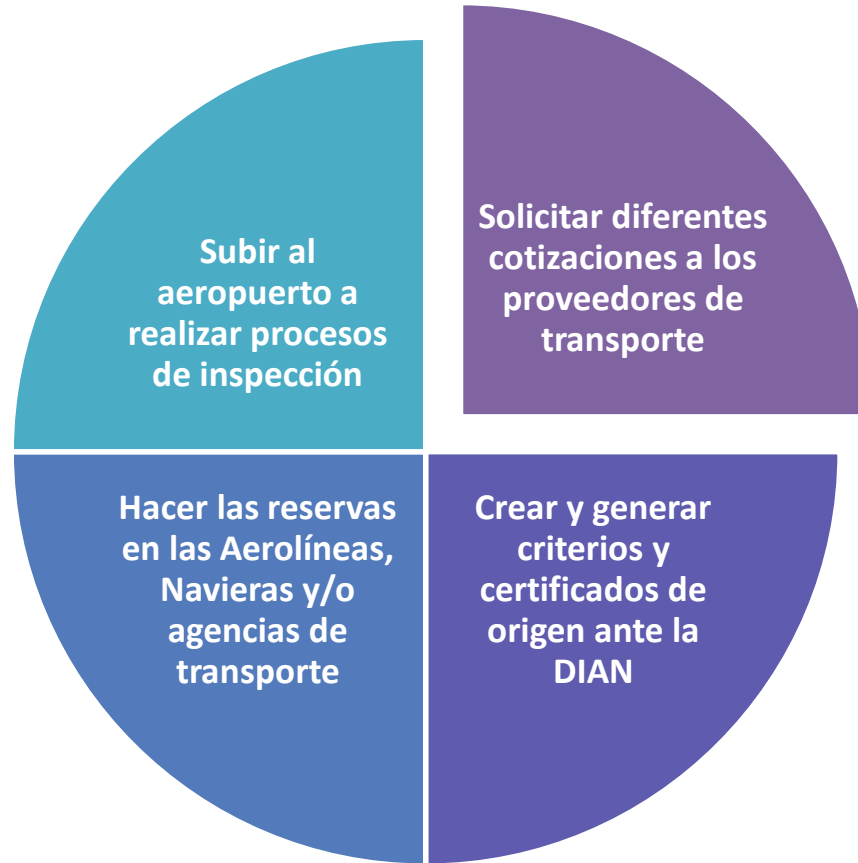 Subir al
aeropuerto a
realizar procesos
de inspección
Solicitar diferentes
cotizaciones a los
proveedores de
transporte
Hacer las reservas
en las Aerolíneas,
Navieras y/o
agencias de
transporte
Crear y generar
criterios y
certificados de
origen ante la
DIAN